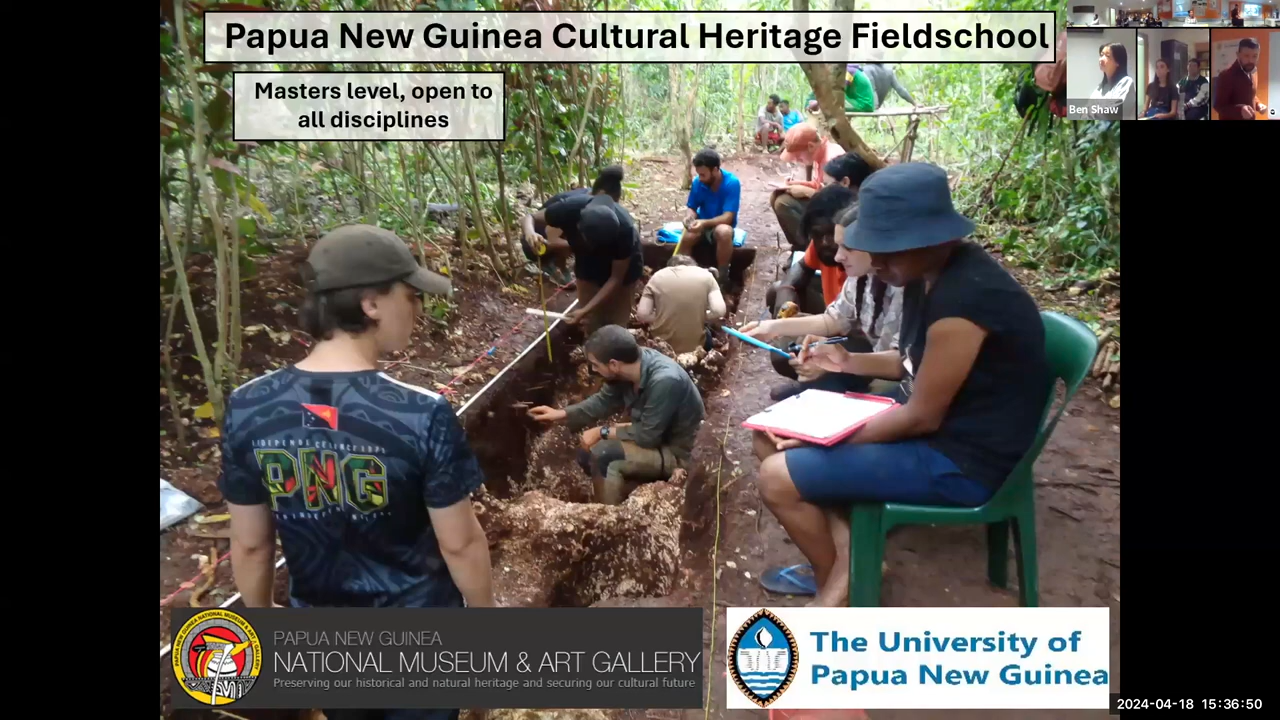 Papua New Guinea Cultural Heritage Fieldschool
Masters level, open to
all disciplines
Ben Shaw
PNG
PAPUA NEW GUINEA
NATIONAL MUSEUM & ART GALLERY
Preserving our historical and natural heritage and securing our cultural future
The University of
Papua New Guinea
2024-04-18 15:36:50